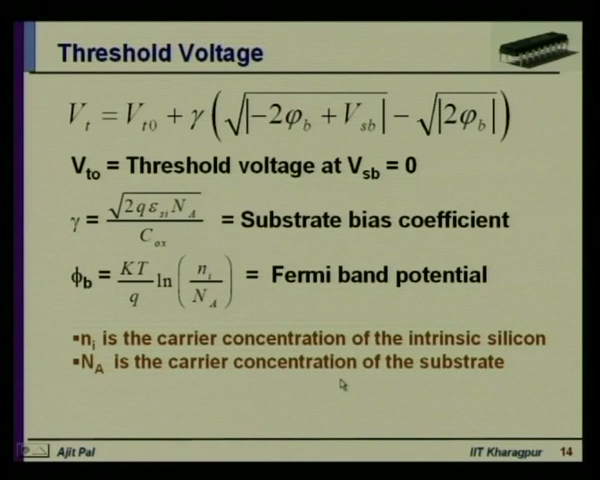 Threshold Voltage
V_t = V_t0 + γ ( √|−2φ_b + V_sb| − √|2φ_b| )
V_to = Threshold voltage at V_sb = 0
γ = √(2qε_si N_A) / C_ox = Substrate bias coefficient
ϕ_b = KT/q ln( n_i / N_A ) = Fermi band potential
▪n_i is the carrier concentration of the intrinsic silicon
▪N_A is the carrier concentration of the substrate
Ajit Pal IIT Kharagpur 14